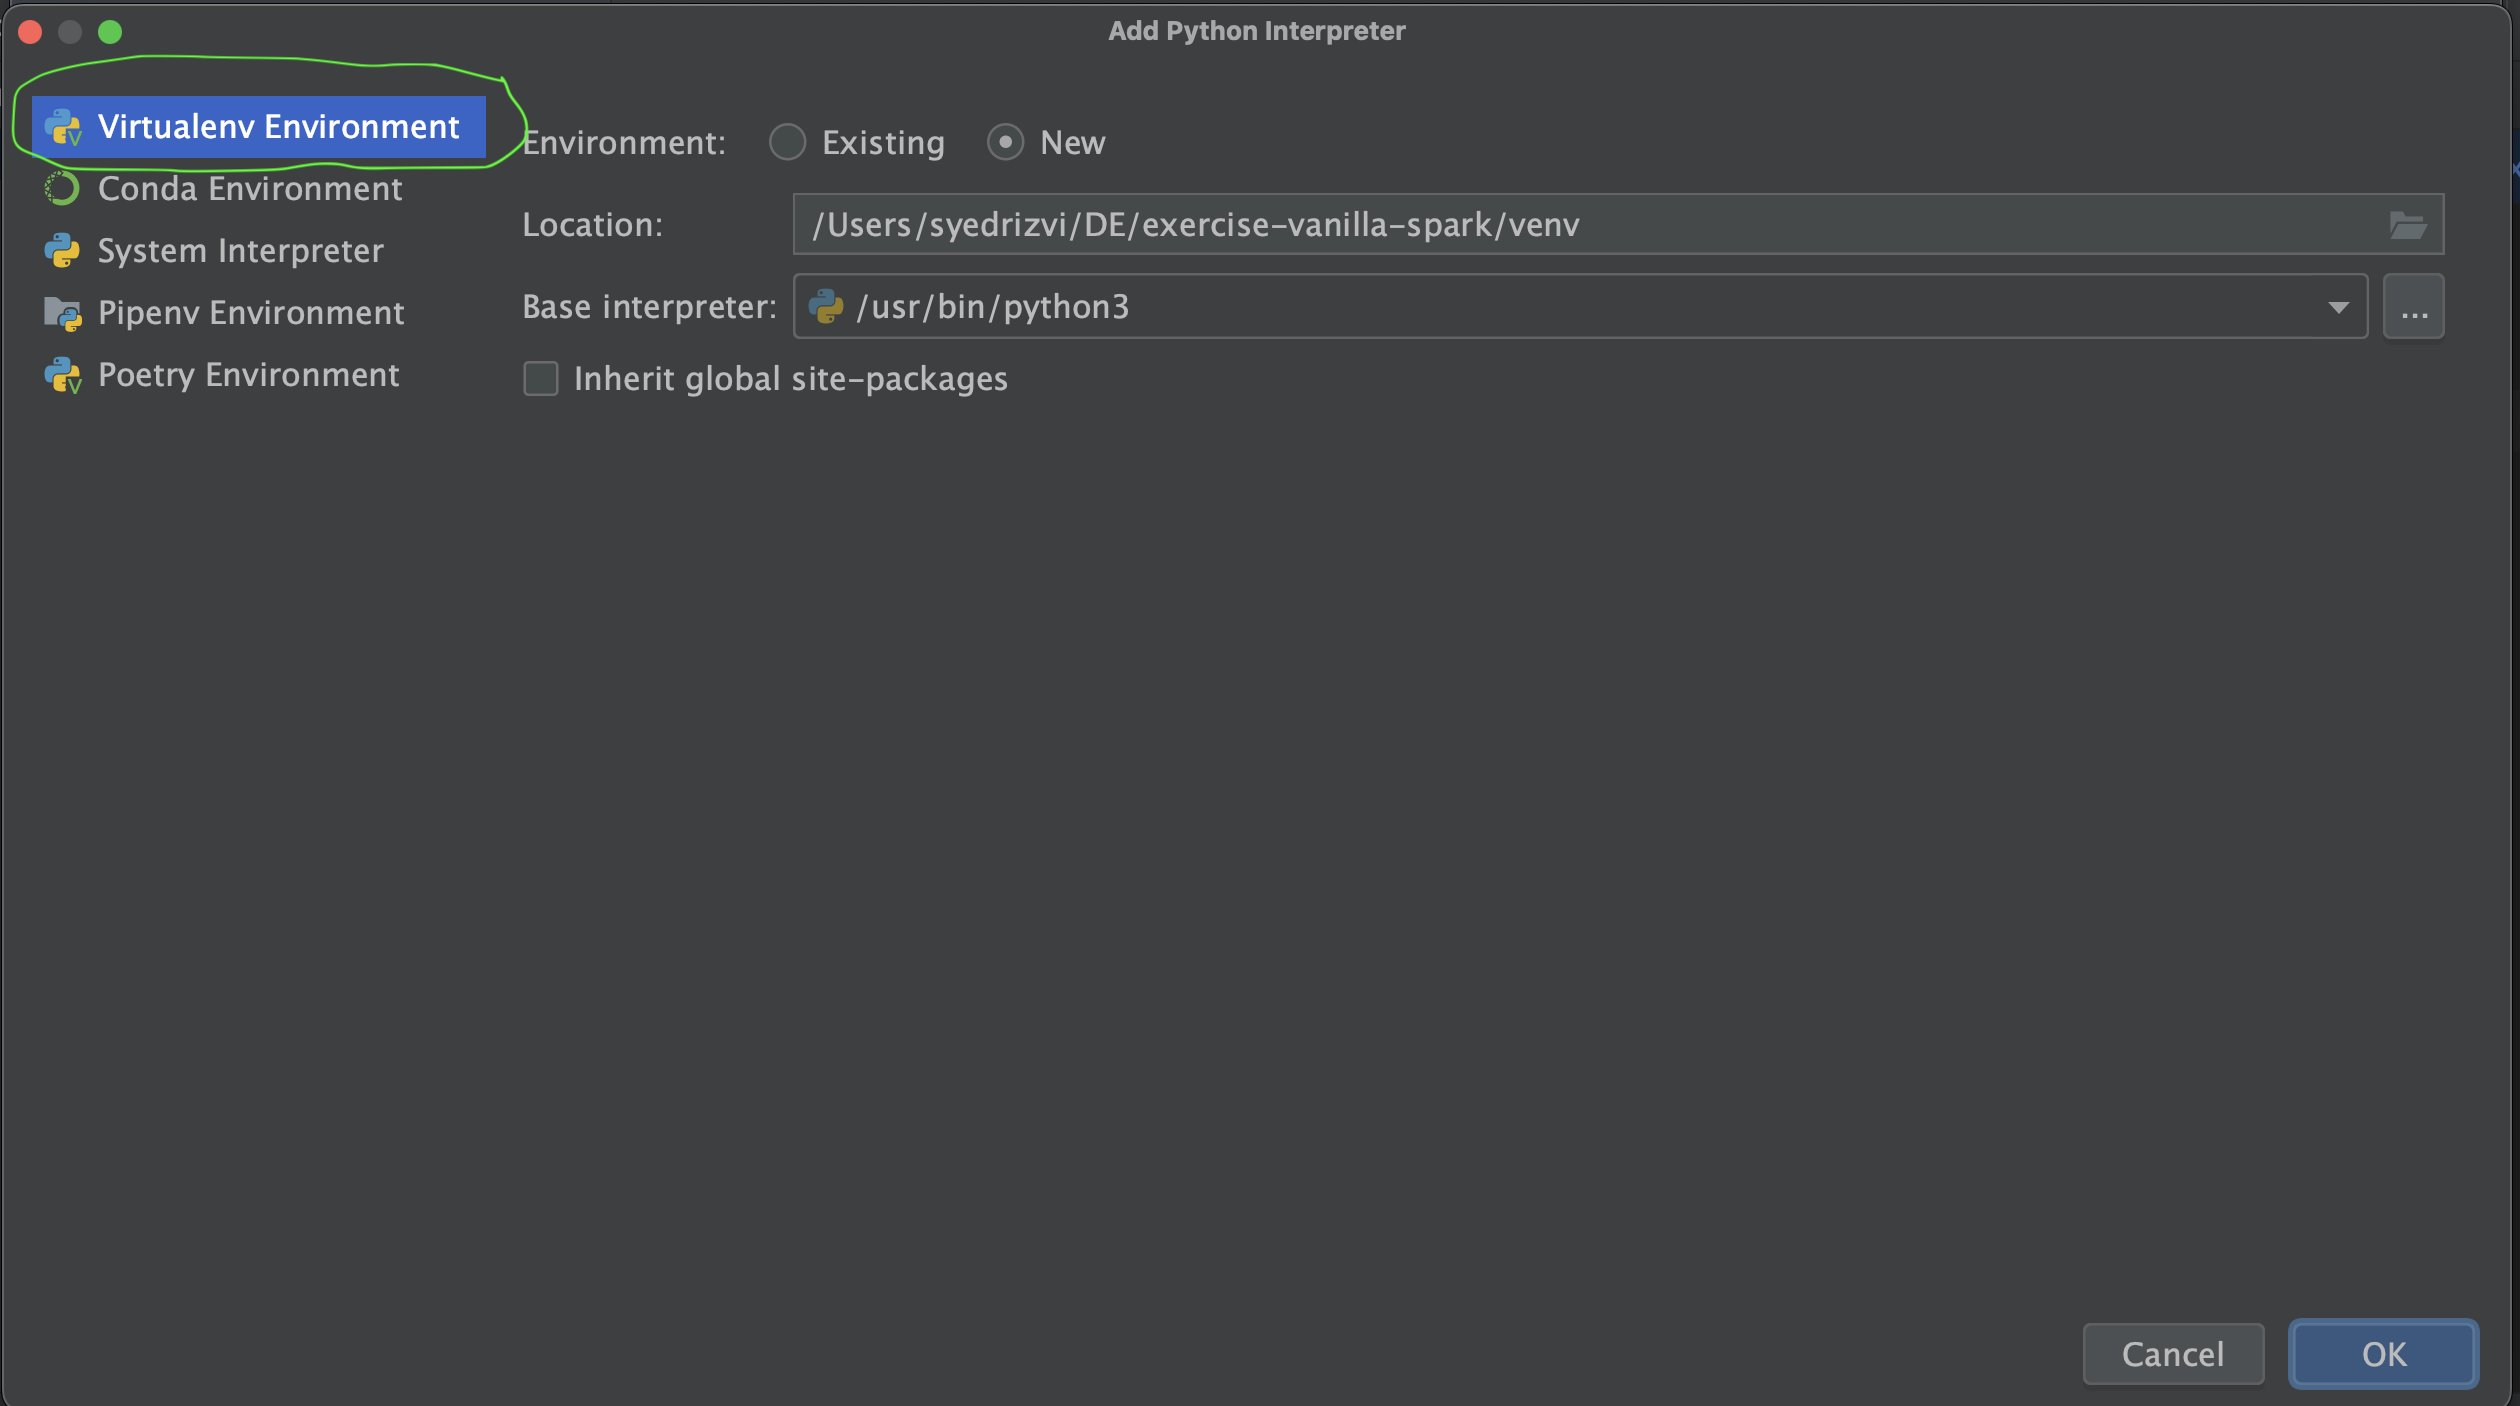 Add Python Interpreter
Virtualenv Environment
Conda Environment
System Interpreter
Pipenv Environment
Poetry Environment
Environment: Existing New
Location: /Users/syedrizvi/DE/exercise-vanilla-spark/venv
Base interpreter: /usr/bin/python3 ...
Inherit global site-packages
Cancel OK